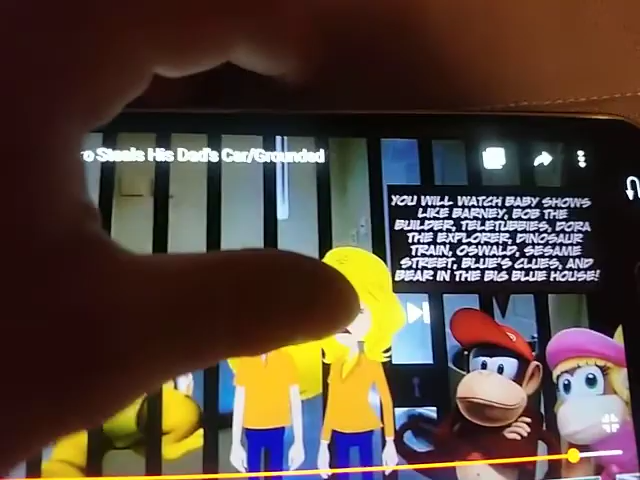 o Steals His Dad's Car/Grounded
YOU WILL WATCH BABY SHOWS
LIKE BARNEY, BOB THE
BUILDER, TELETUBBIES, DORA
THE EXPLORER, DINOSAUR
TRAIN, OSWALD, SESAME
STREET, BLUE'S CLUES, AND
BEAR IN THE BIG BLUE HOUSE!